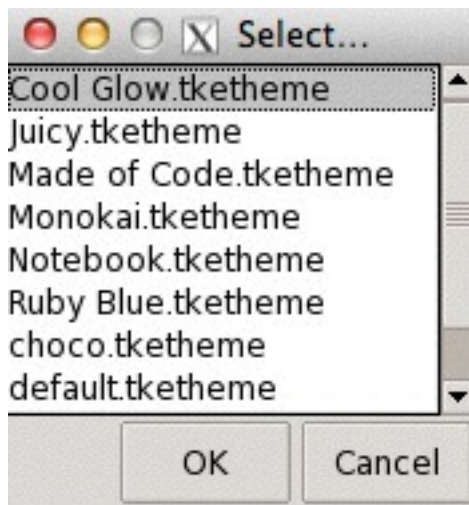 X Select...
Cool Glow.tketheme
Juicy.tketheme
Made of Code.tketheme
Monokai.tketheme
Notebook.tketheme
Ruby Blue.tketheme
choco.tketheme
default.tketheme
OK Cancel